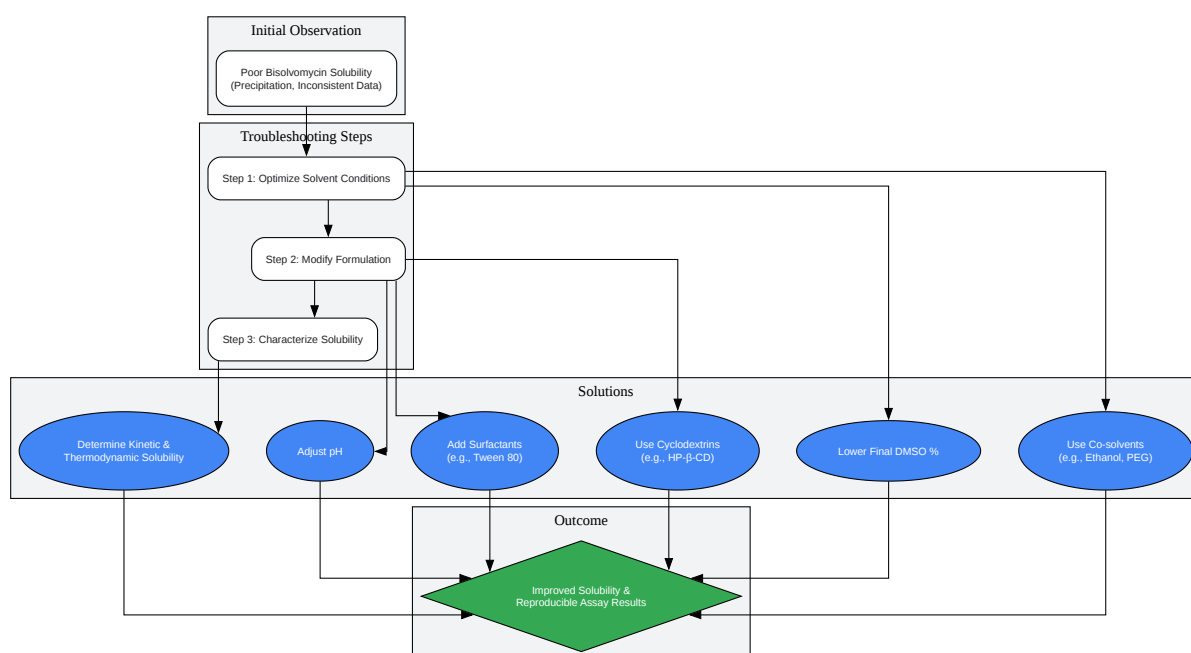 Initial Observation
Poor Bisolvomycin Solubility
(Precipitation, Inconsistent Data)
Troubleshooting Steps
Step 1: Optimize Solvent Conditions
Step 2: Modify Formulation
Step 3: Characterize Solubility
Solutions
Determine Kinetic &
Thermodynamic Solubility
Adjust pH
Add Surfactants
(e.g., Tween 80)
Use Cyclodextrins
(e.g., HP-β-CD)
Lower Final DMSO %
Use Co-solvents
(e.g., Ethanol, PEG)
Outcome
Improved Solubility &
Reproducible Assay Results